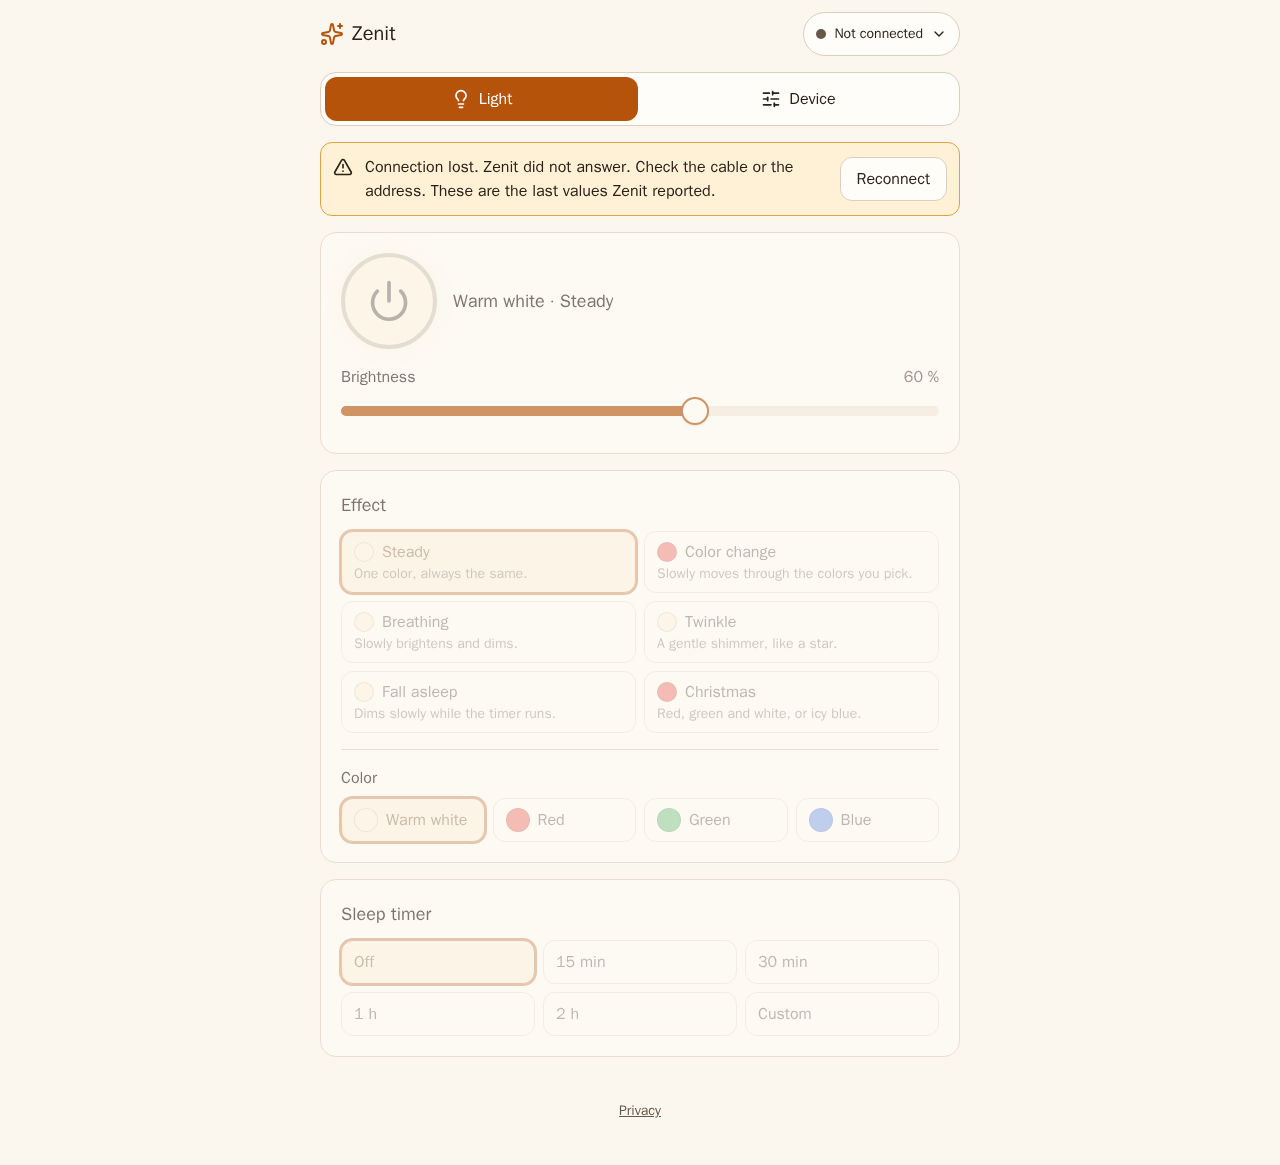 Zenit
Not connected
Light
Device
Connection lost. Zenit did not answer. Check the cable or the
address. These are the last values Zenit reported.
Reconnect
Warm white · Steady
Brightness
60 %
Effect
Steady
One color, always the same.
Color change
Slowly moves through the colors you pick.
Breathing
Slowly brightens and dims.
Twinkle
A gentle shimmer, like a star.
Fall asleep
Dims slowly while the timer runs.
Christmas
Red, green and white, or icy blue.
Color
Warm white
Red
Green
Blue
Sleep timer
Off
15 min
30 min
1 h
2 h
Custom
Privacy